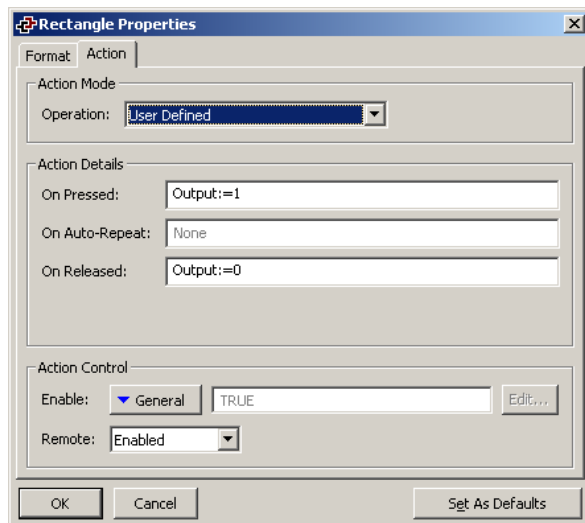 Rectangle Properties
Format Action
Action Mode
Operation: User Defined
Action Details
On Pressed: Output:=1
On Auto-Repeat: None
On Released: Output:=0
Action Control
Enable: General TRUE Edit...
Remote: Enabled
OK Cancel Set As Defaults